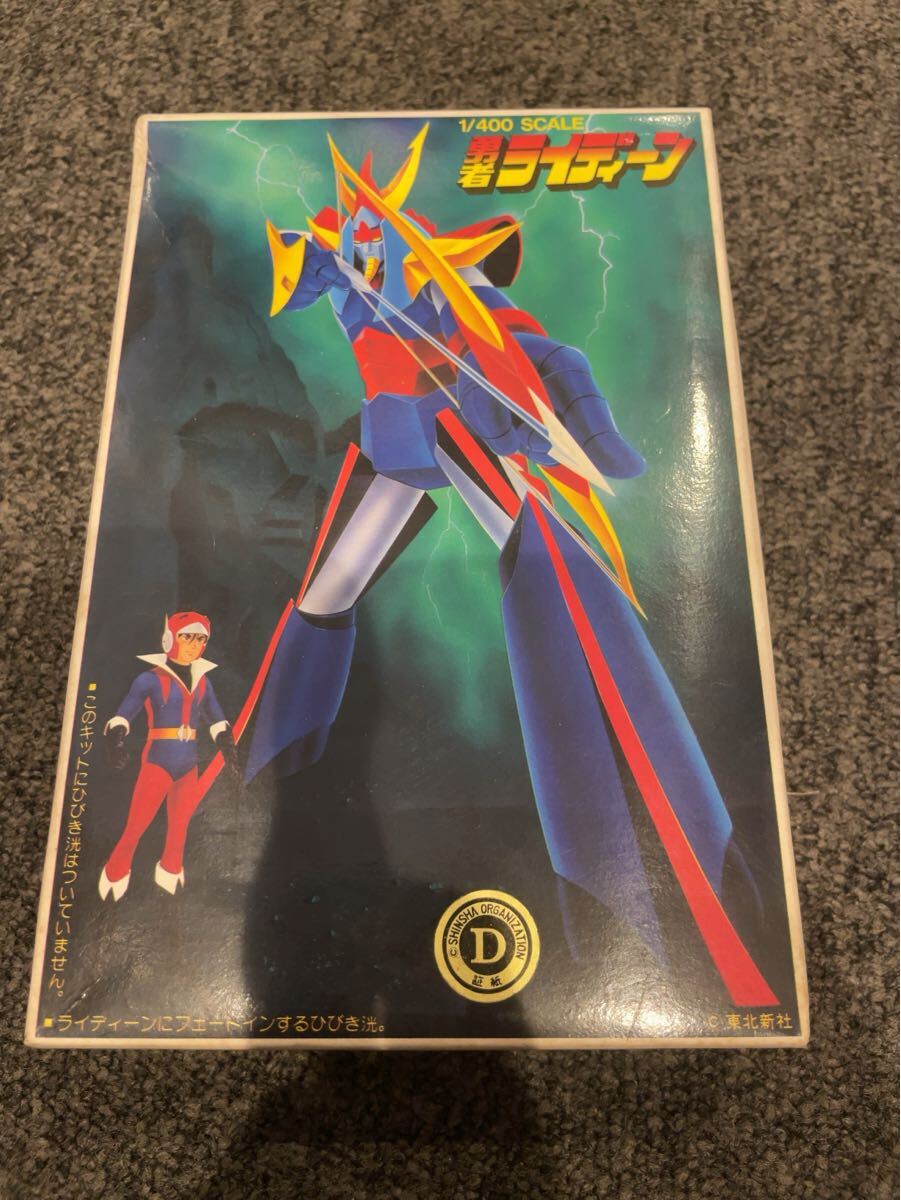 1/400 SCALE
勇者ライディーン
■このキットにひびき洸はついていません。
© SHINSHA ORGANIZATION
D
証紙
■ライディーンにフェードインするひびき洸。
© 東北新社